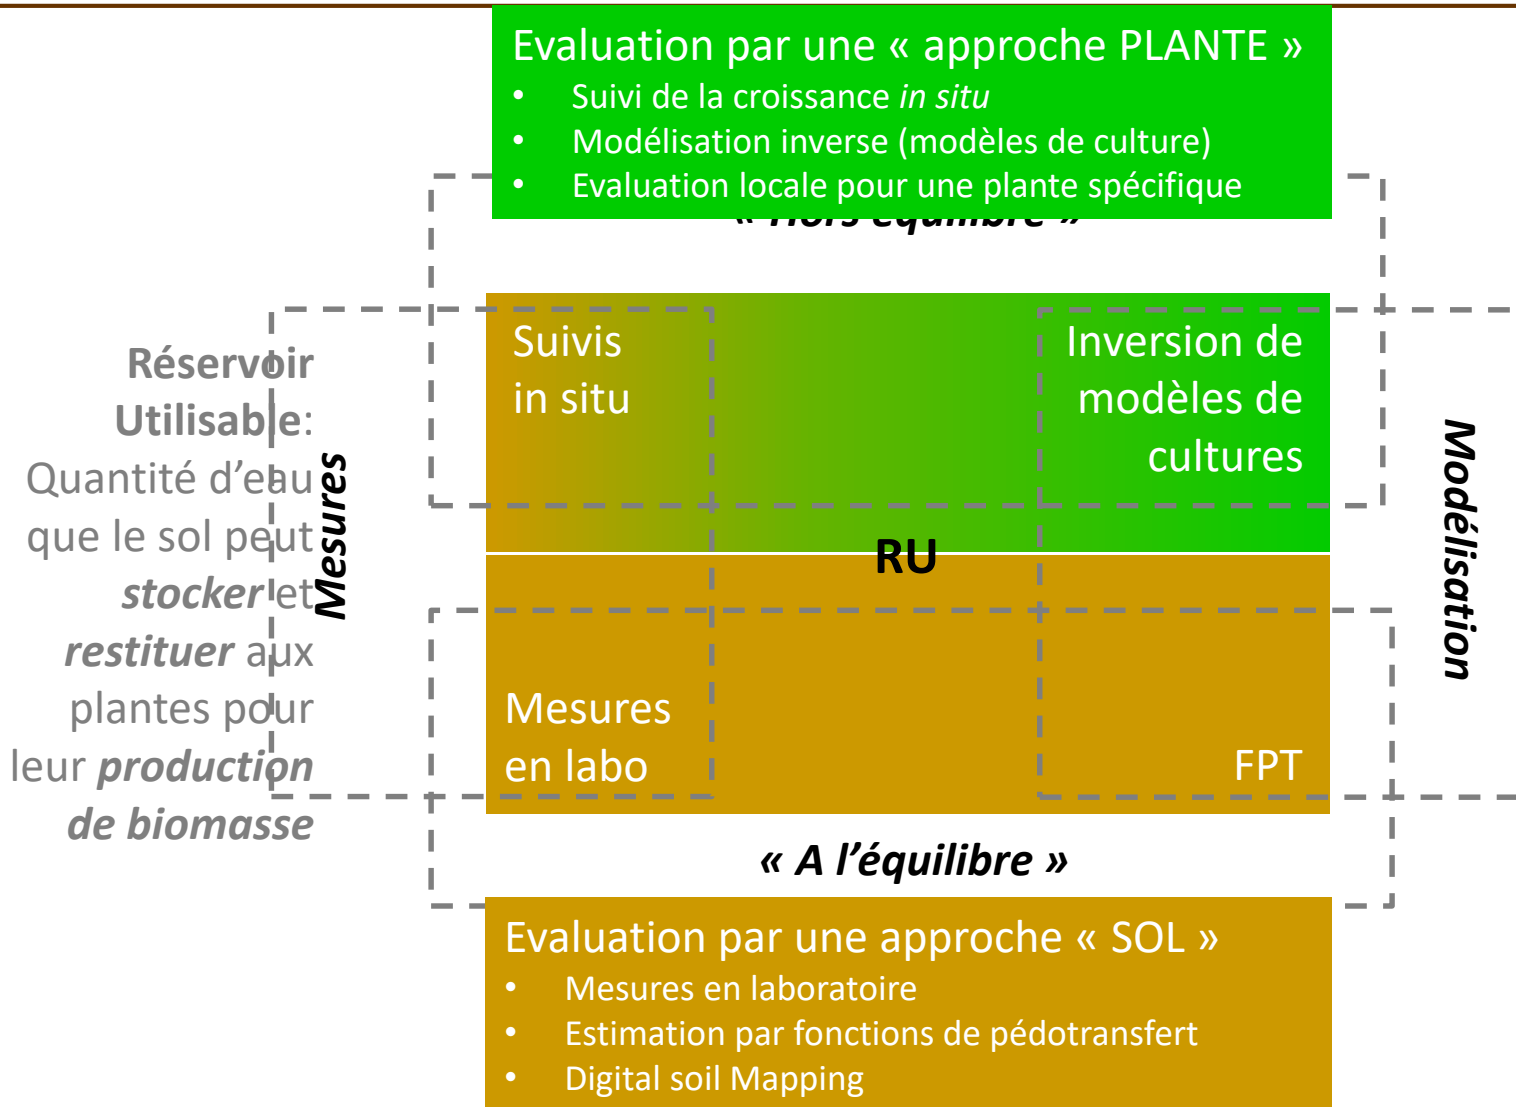 Evaluation par une « approche PLANTE »
• Suivi de la croissance in situ
• Modélisation inverse (modèles de culture)
• Evaluation locale pour une plante spécifique
« Hors équilibre »
Réservoir
Utilisable:
Quantité d’eau
que le sol peut
stocker et
restituer aux
plantes pour
leur production
de biomasse
Mesures
Suivis
in situ
Inversion de
modèles de
cultures
RU
Mesures
en labo
FPT
Modélisation
« A l’équilibre »
Evaluation par une approche « SOL »
• Mesures en laboratoire
• Estimation par fonctions de pédotransfert
• Digital soil Mapping